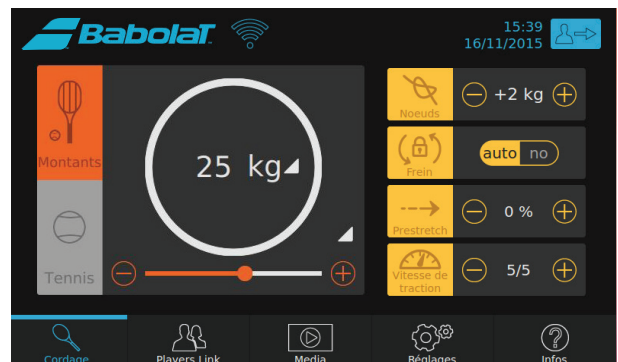 BabolaT
15:39
16/11/2015
Montants
25 kg
Tennis
Noeuds
+2 kg
Frein
auto no
Prestretch
0 %
Vitesse de
traction
5/5
Cordage
Players Link
Media
Réglages
Infos